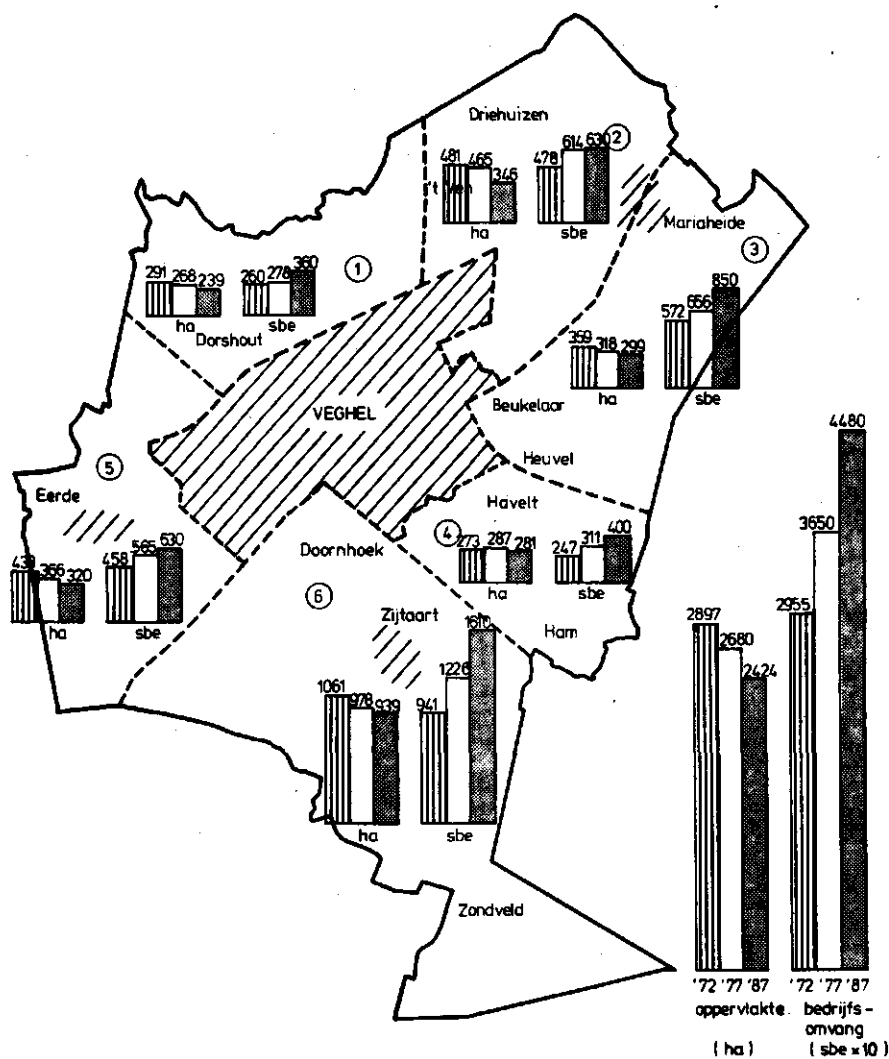 Driehuizen
2
481 465 346
478 614 630
't Ven
ha sbe
Mariaheide
3
1
291 268 239
260 278 360
ha sbe
Dorshout
572 656 850
359 318 299
ha sbe
VEGHEL
Beukelaar
Heuvel
5
Eerde
366 320
458 565 630
ha sbe
Havelt
4
273 287 281
247 311 400
ha sbe
Ham
Doornhoek
6
Zijtaart
1061 978 939
941 1226 1610
ha sbe
Zondveld
2897 2680 2424
2955 3650 4480
'72 '77 '87 '72 '77 '87
oppervlakte bedrijfs-
omvang
(ha) (sbe x 10)